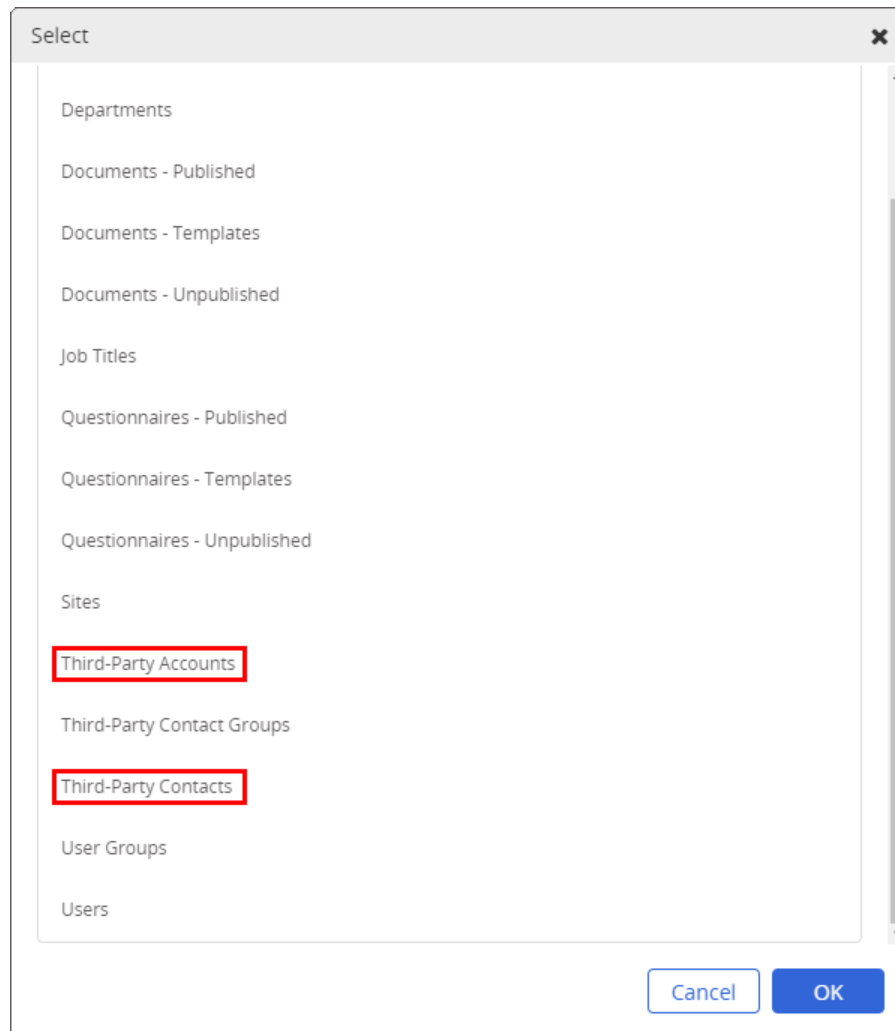 Select
Departments
Documents - Published
Documents - Templates
Documents - Unpublished
Job Titles
Questionnaires - Published
Questionnaires - Templates
Questionnaires - Unpublished
Sites
Third-Party Accounts
Third-Party Contact Groups
Third-Party Contacts
User Groups
Users
Cancel OK